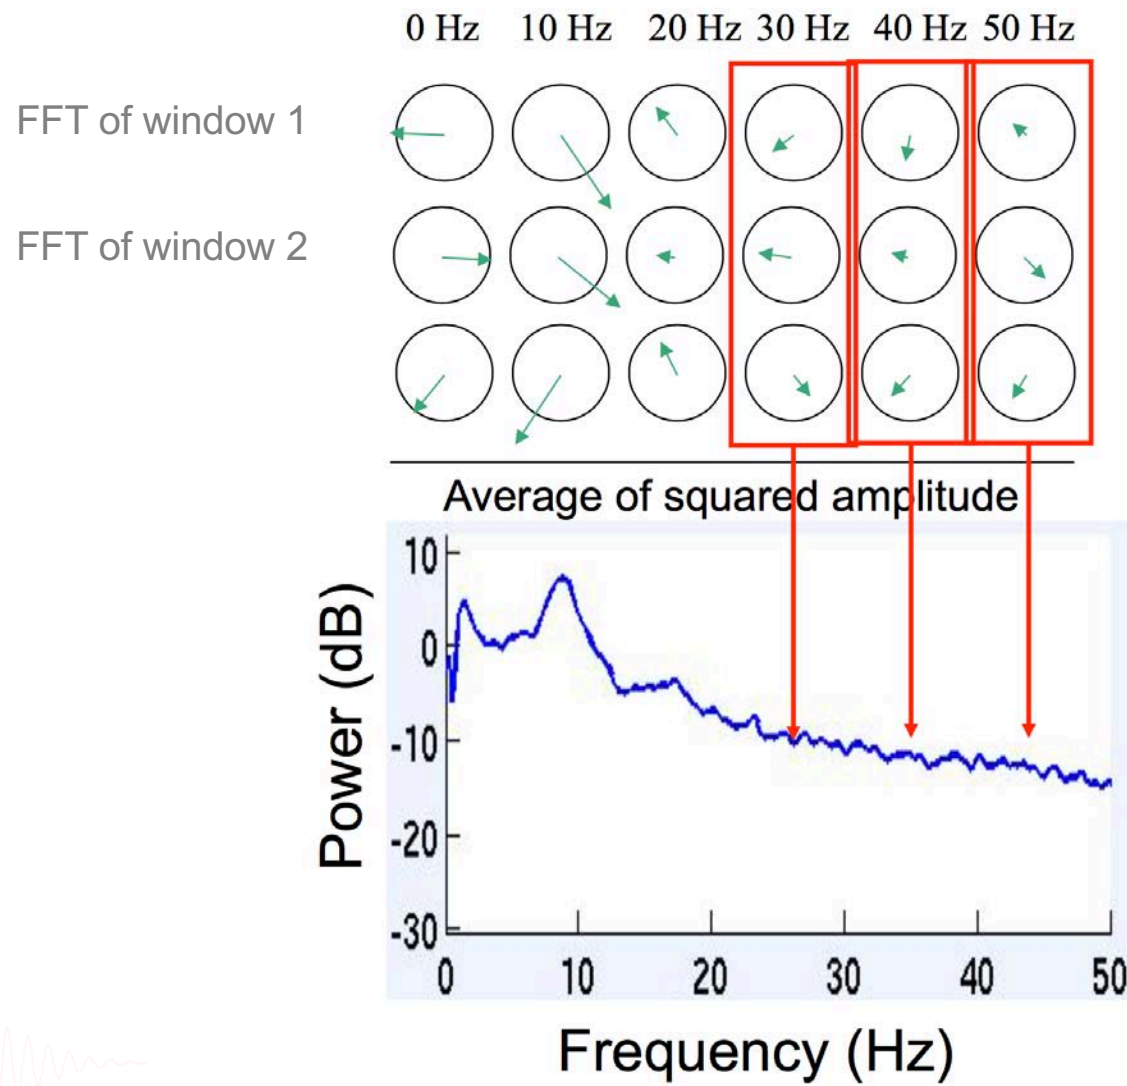 0 Hz 10 Hz 20 Hz 30 Hz 40 Hz 50 Hz
FFT of window 1
FFT of window 2
Average of squared amplitude
Power (dB)
10
0
-10
-20
-30
0 10 20 30 40 50
Frequency (Hz)